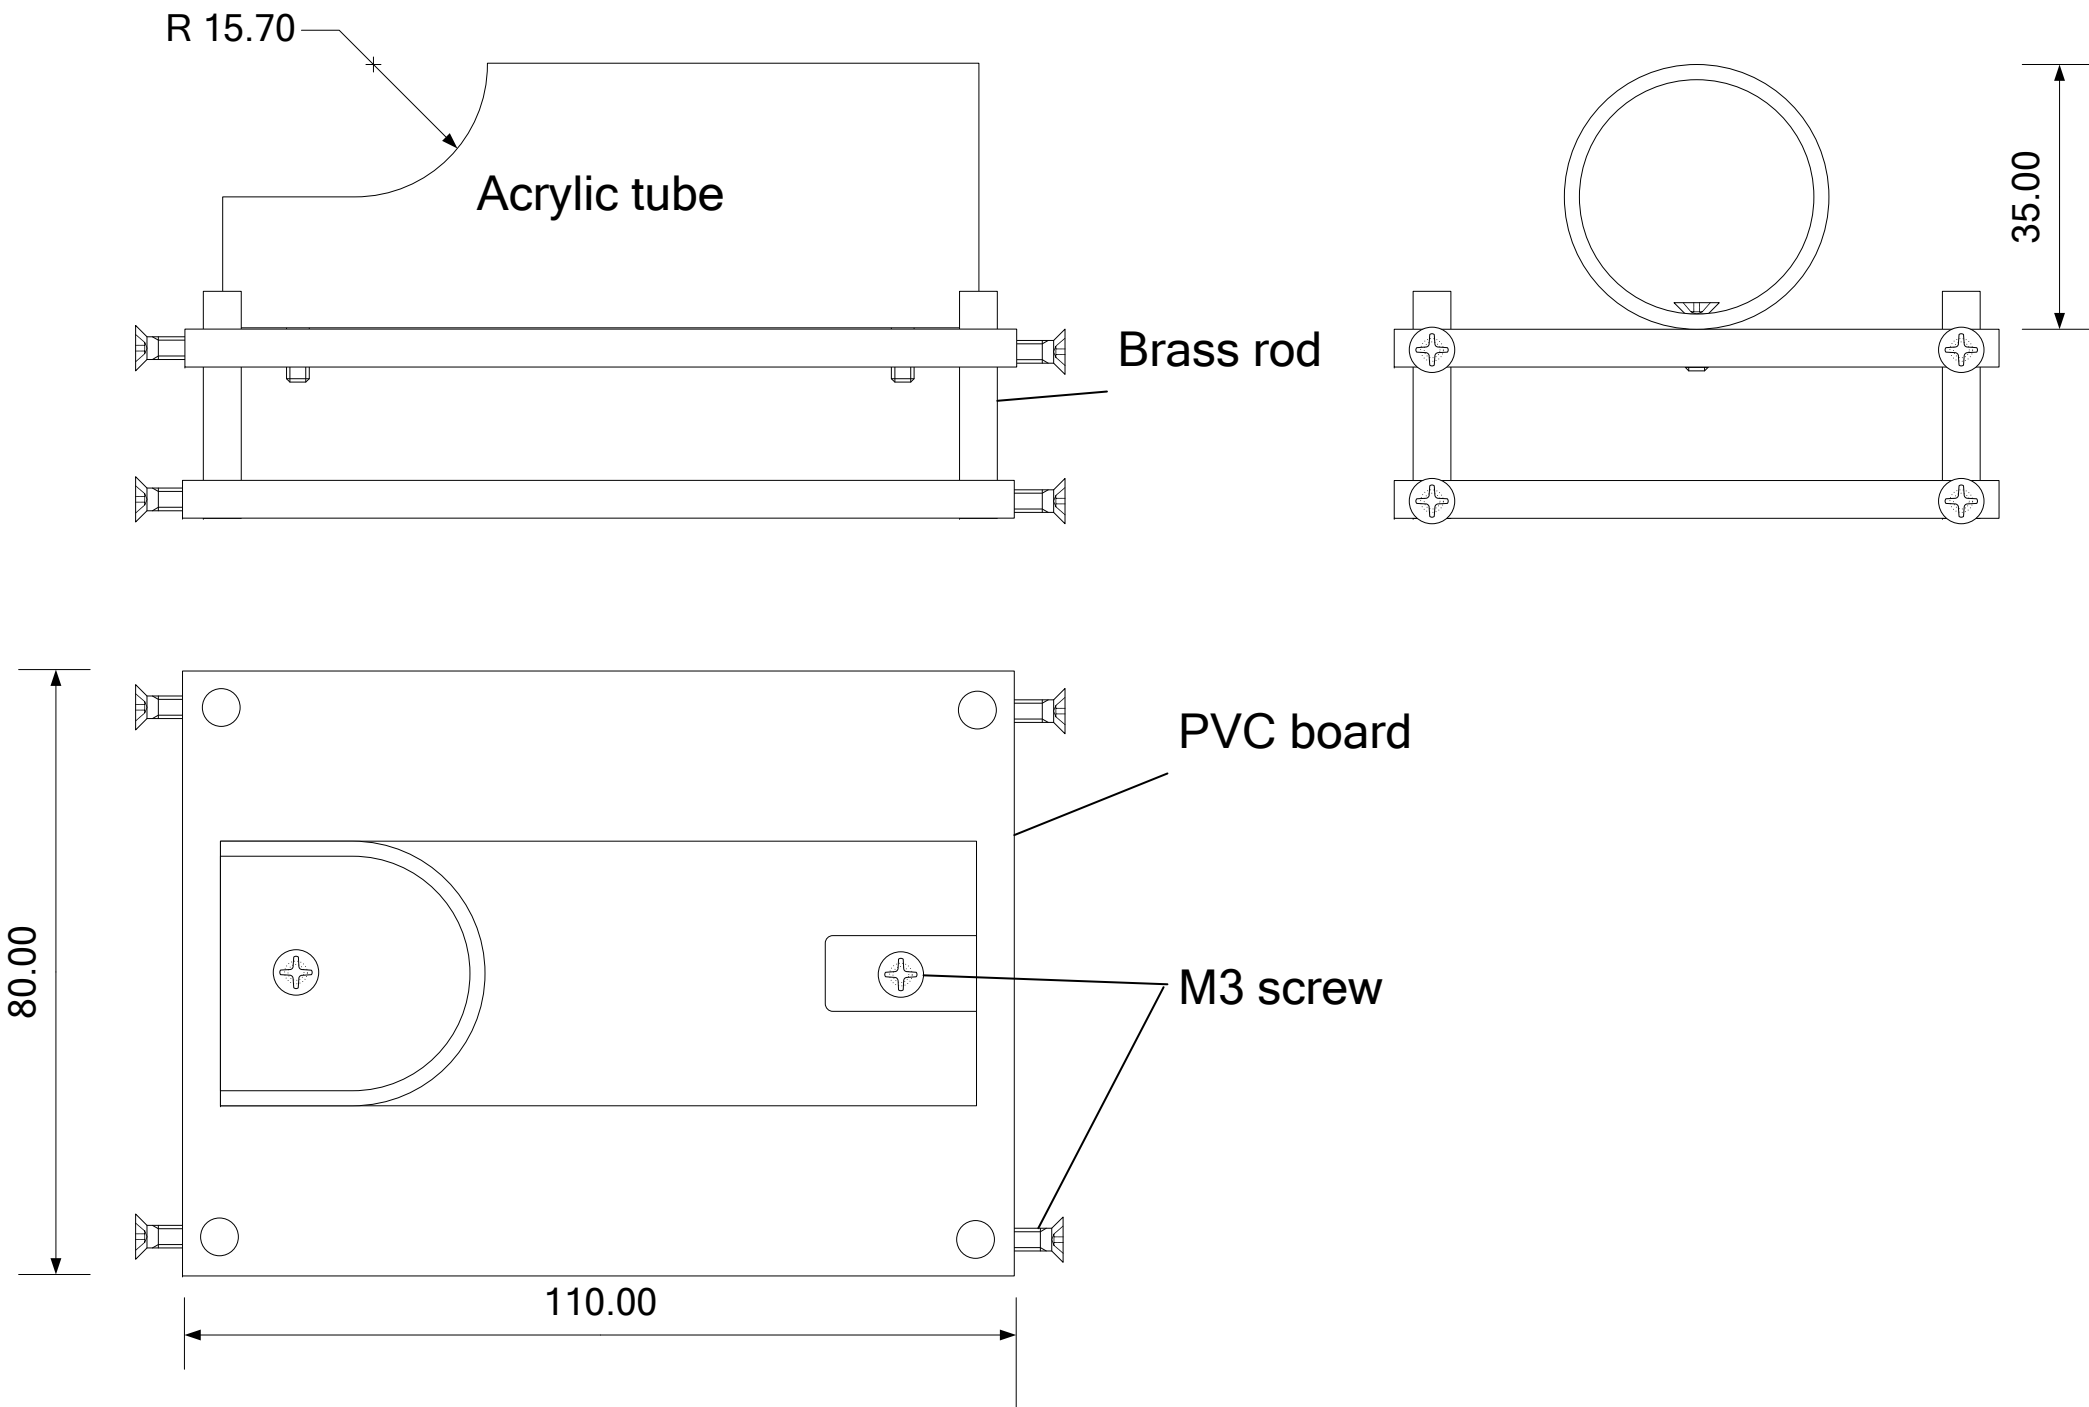 R 15.70
Acrylic tube
35.00
Brass rod
PVC board
80.00
M3 screw
110.00